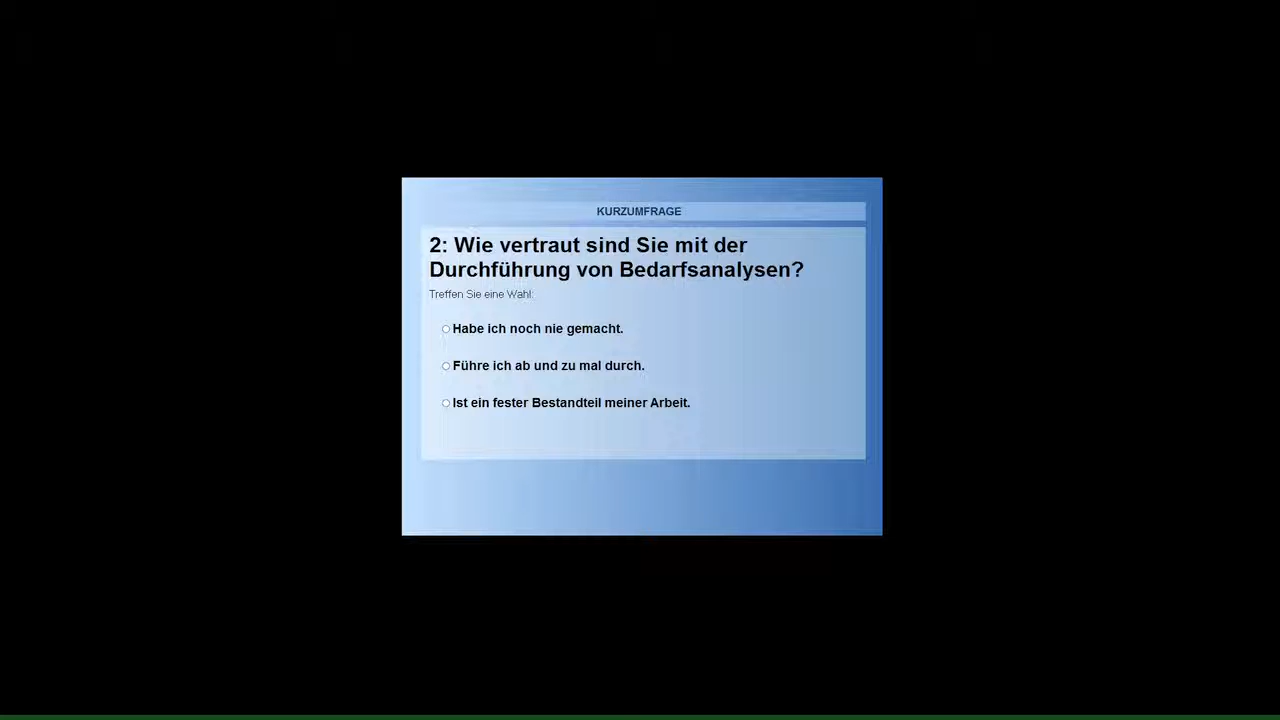 KURZUMFRAGE
2: Wie vertraut sind Sie mit der
Durchführung von Bedarfsanalysen?
Treffen Sie eine Wahl:
Habe ich noch nie gemacht.
Führe ich ab und zu mal durch.
Ist ein fester Bestandteil meiner Arbeit.